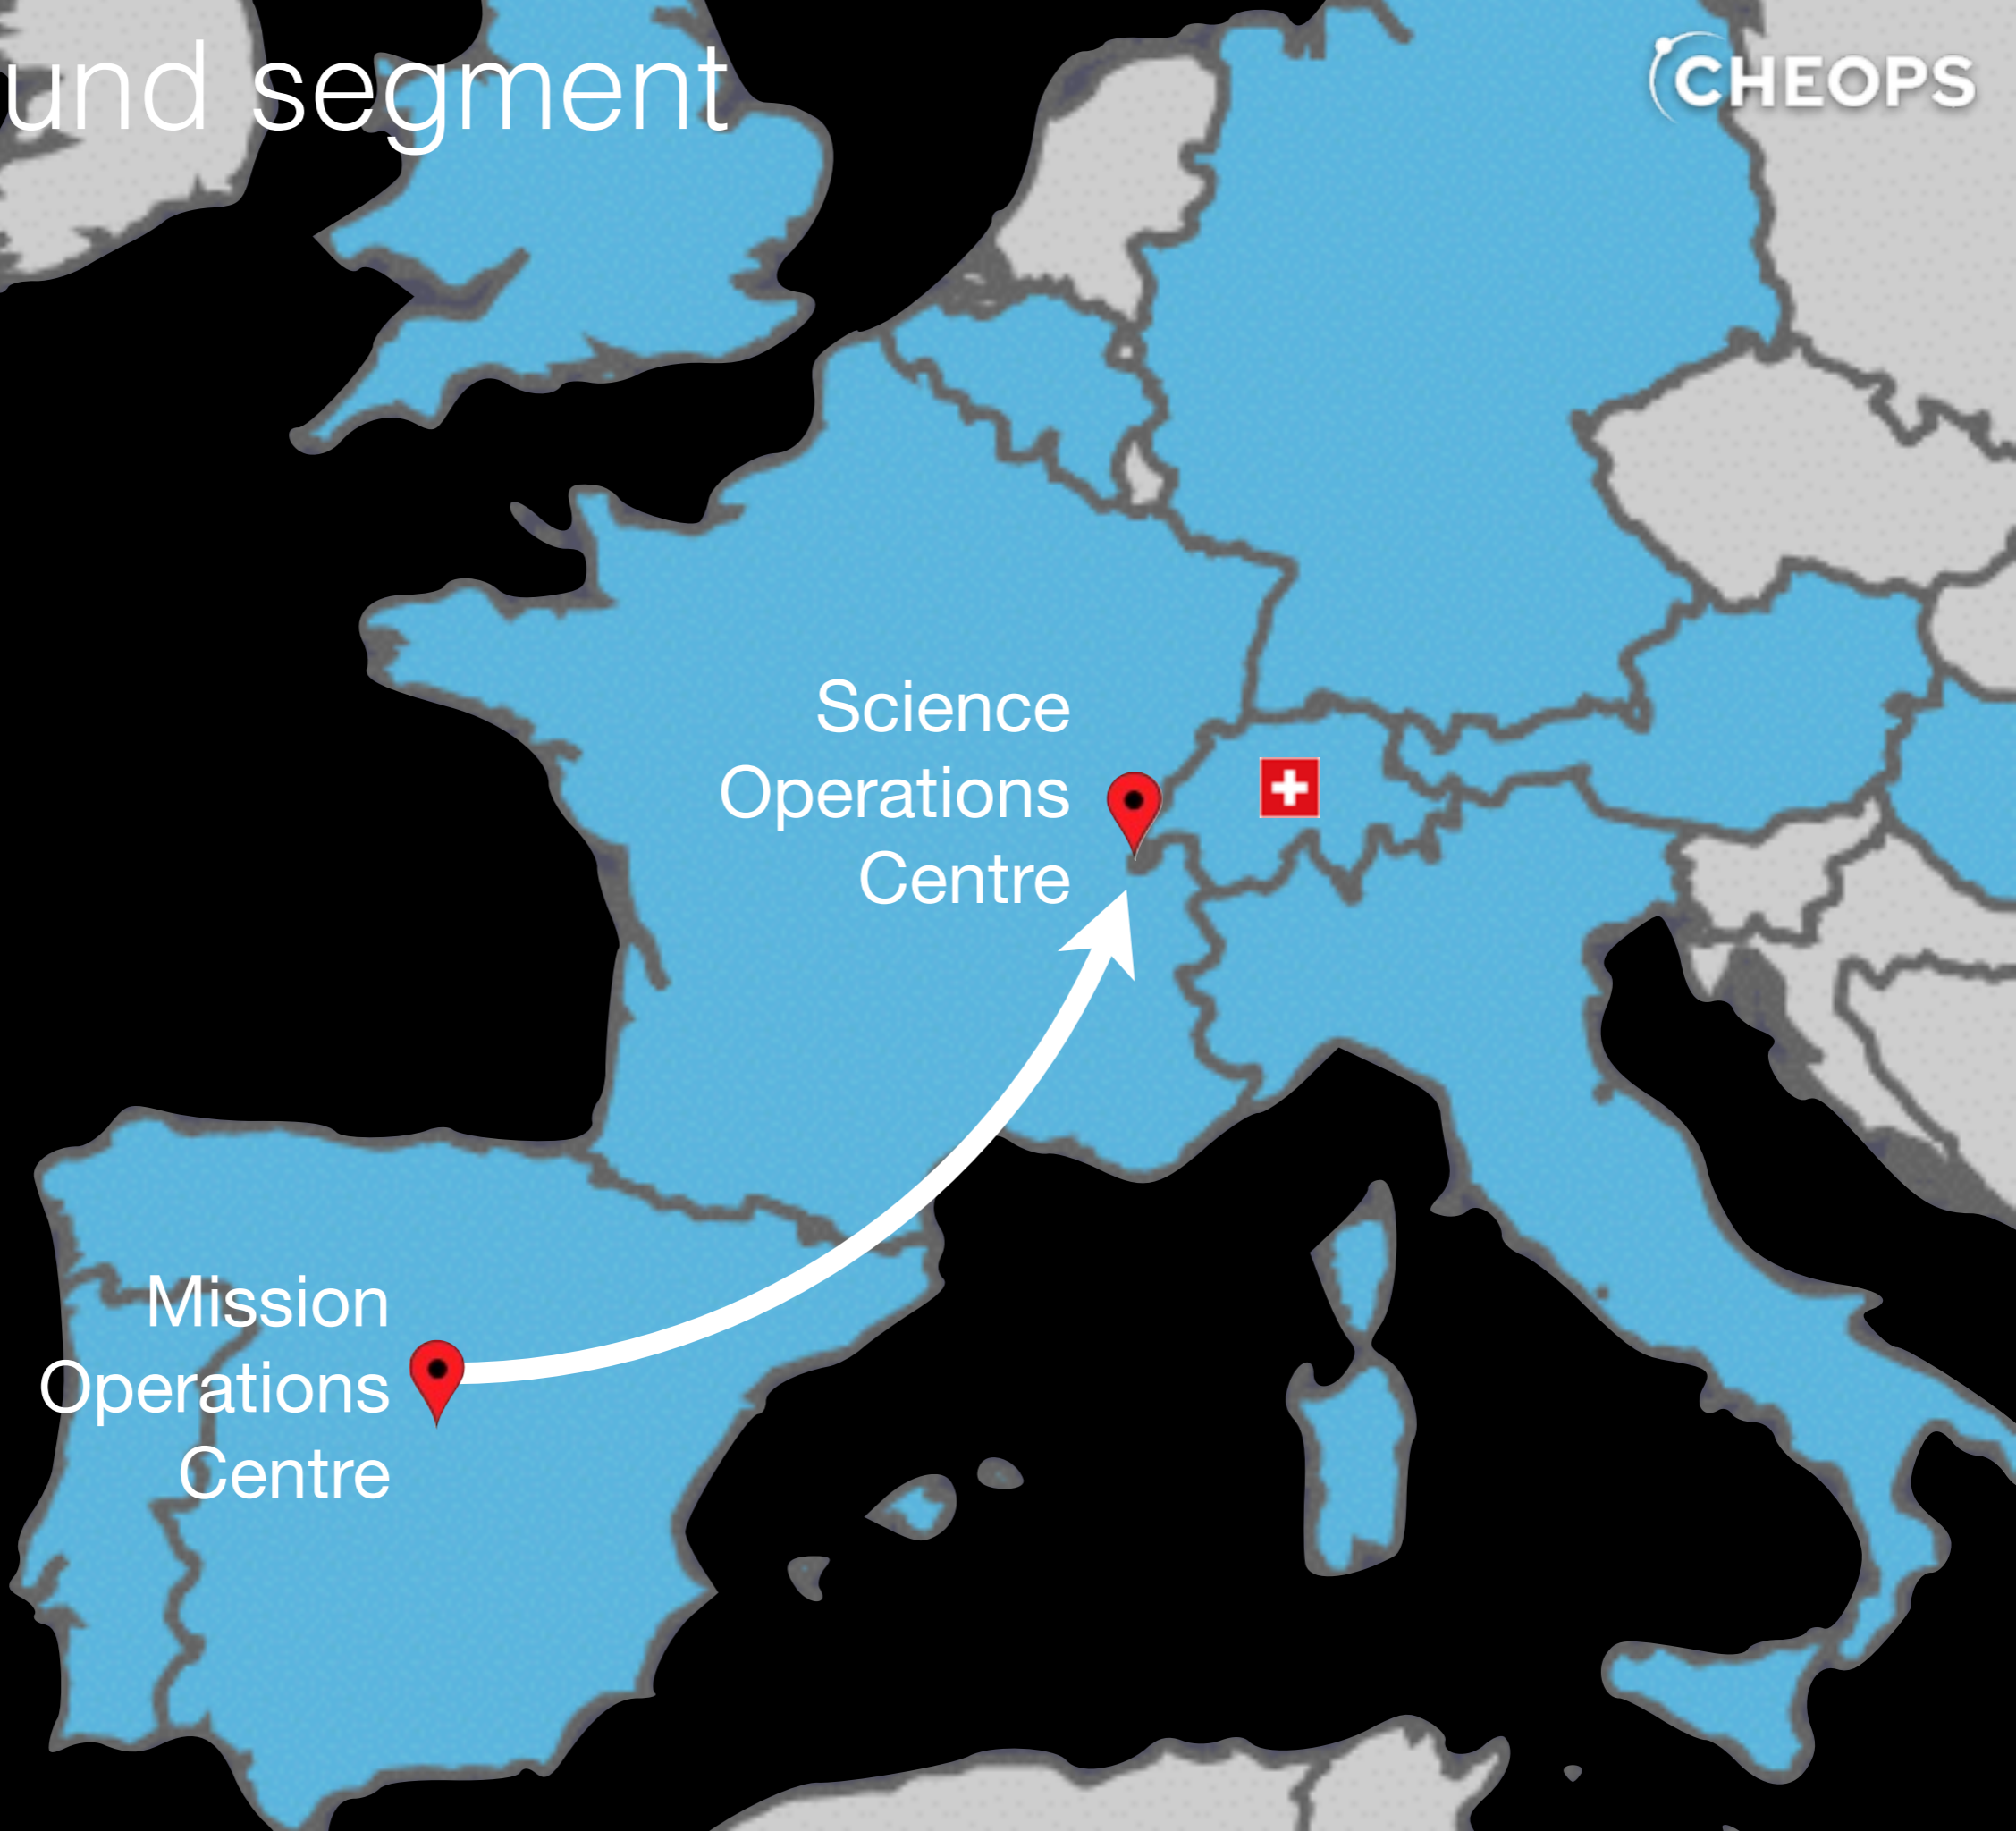 und segment
CHEOPS
Science
Operations
Centre
Mission
Operations
Centre